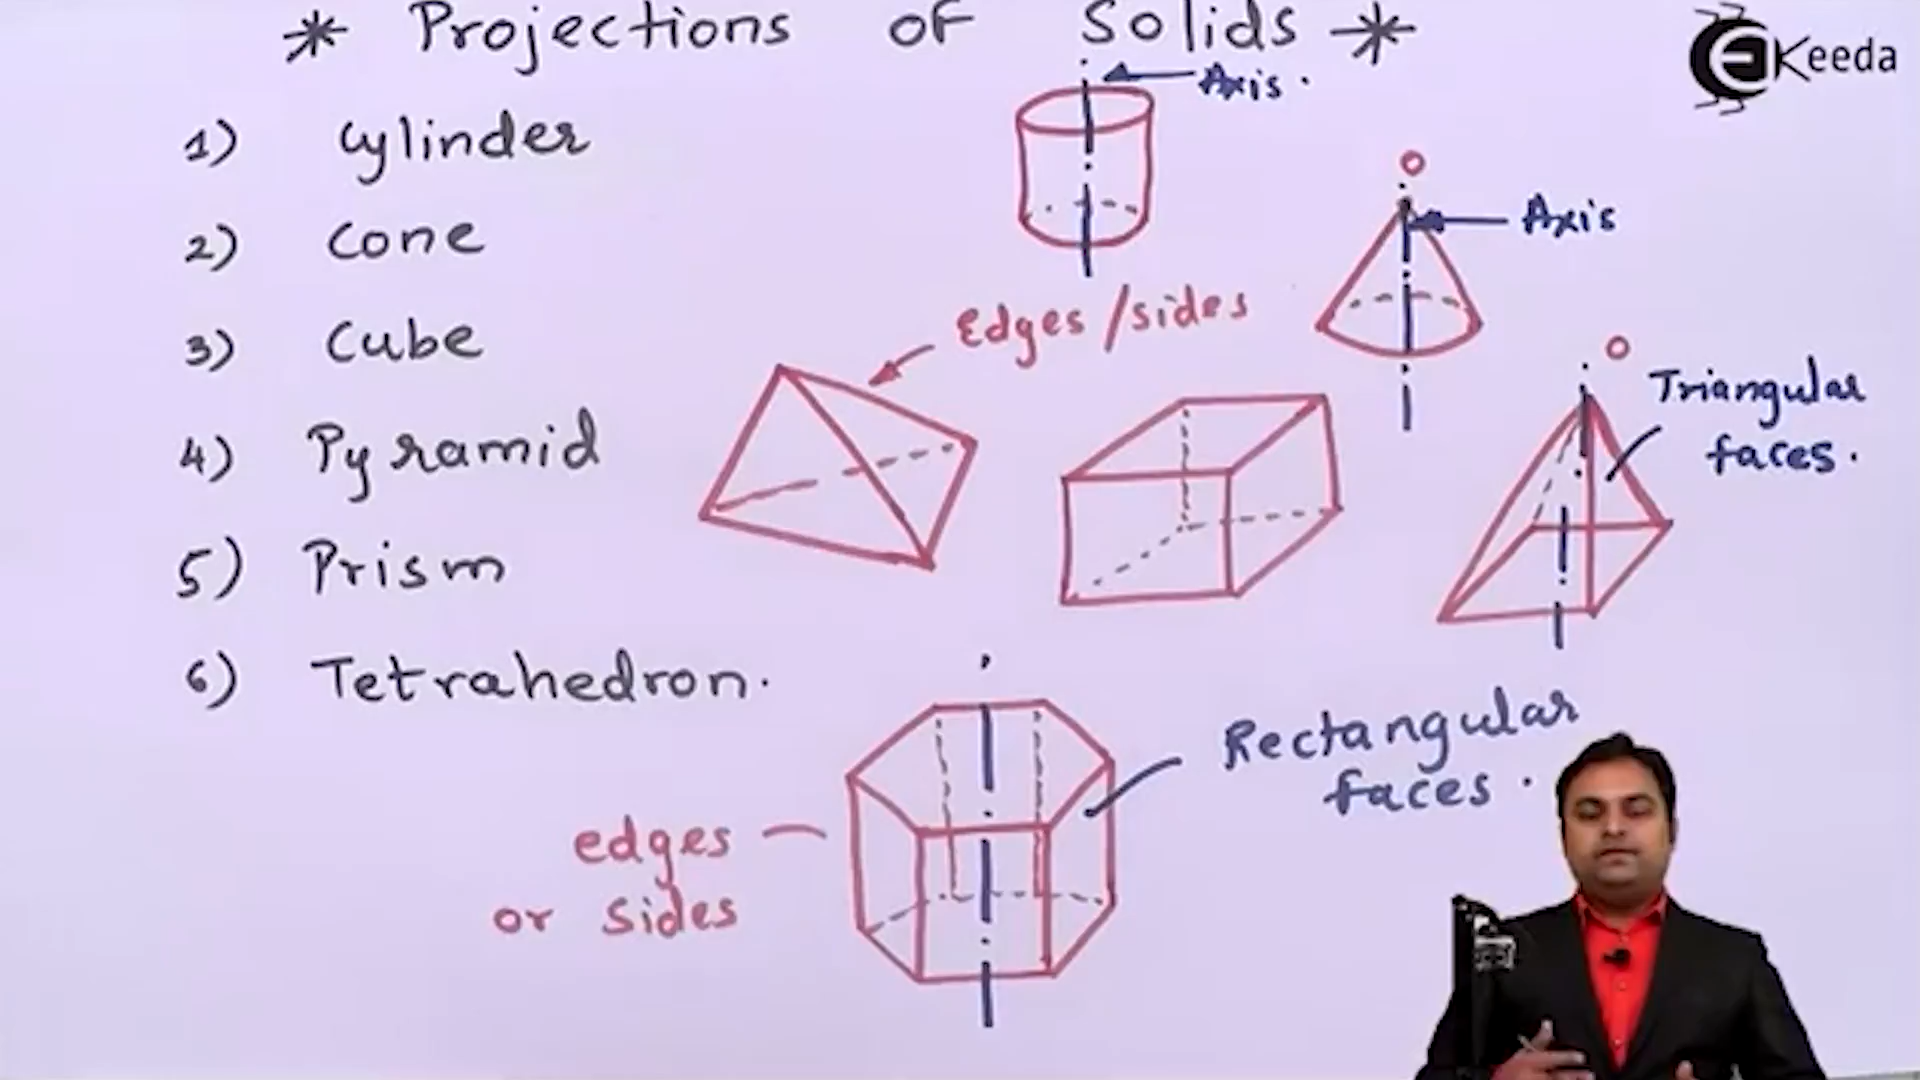 * Projections of Solids *
EKeeda
Axis.
1) Cylinder
O
2) Cone
Axis
Edges/sides
3) Cube
O
Triangular
faces.
4) Pyramid
5) Prism
6) Tetrahedron.
Rectangular
faces.
edges
or sides